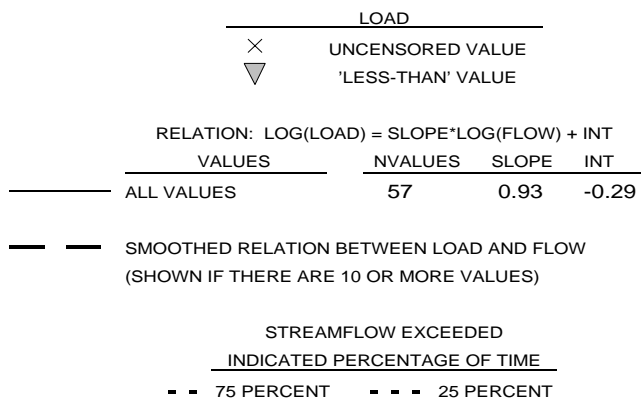 LOAD
UNCENSORED VALUE
'LESS-THAN' VALUE
RELATION: LOG(LOAD) = SLOPE*LOG(FLOW) + INT
VALUES NVALUES SLOPE INT
ALL VALUES 57 0.93 -0.29
SMOOTHED RELATION BETWEEN LOAD AND FLOW
(SHOWN IF THERE ARE 10 OR MORE VALUES)
STREAMFLOW EXCEEDED
INDICATED PERCENTAGE OF TIME
75 PERCENT 25 PERCENT